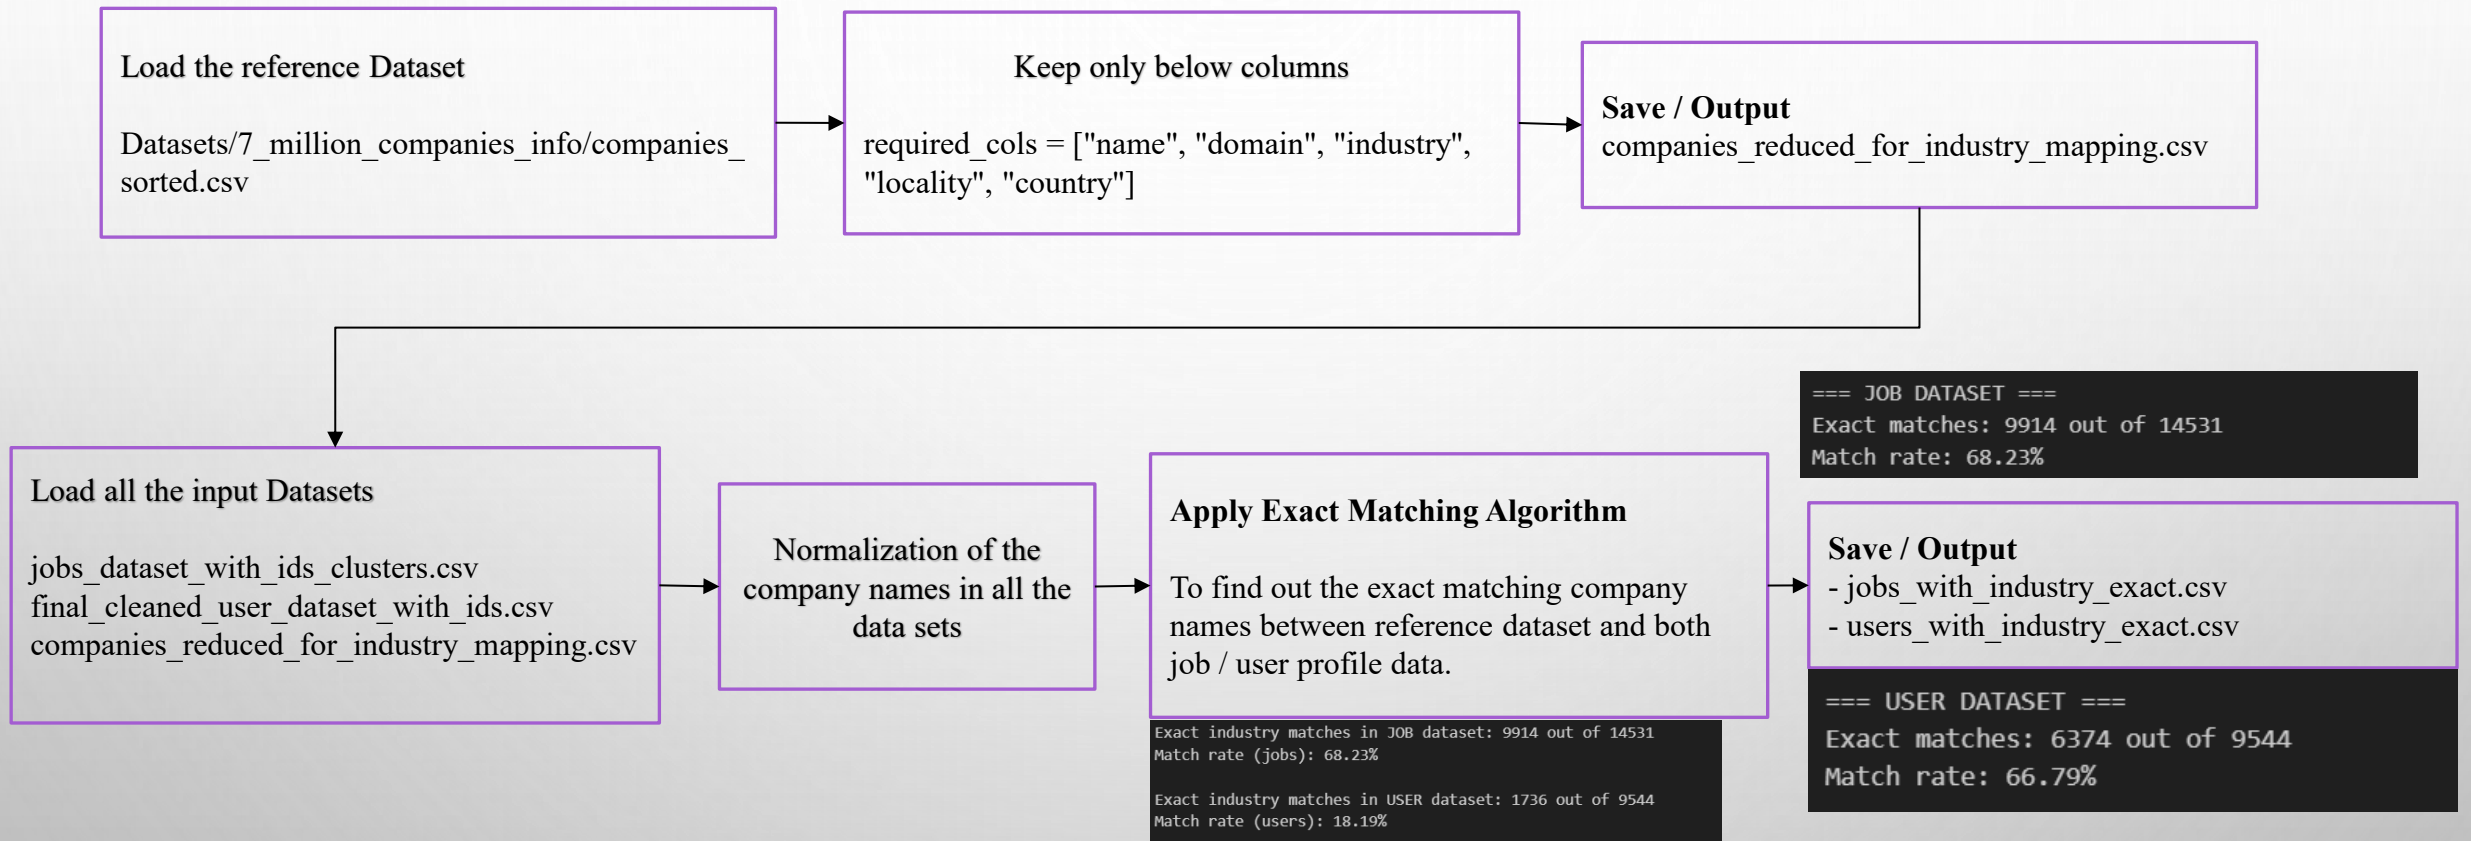 Load the reference Dataset
Datasets/7_million_companies_info/companies_
sorted.csv
Keep only below columns
required_cols = ["name", "domain", "industry",
"locality", "country"]
Save / Output
companies_reduced_for_industry_mapping.csv
Load all the input Datasets
jobs_dataset_with_ids_clusters.csv
final_cleaned_user_dataset_with_ids.csv
companies_reduced_for_industry_mapping.csv
Normalization of the
company names in all the
data sets
Apply Exact Matching Algorithm
To find out the exact matching company
names between reference dataset and both
job / user profile data.
Exact industry matches in JOB dataset: 9914 out of 14531
Match rate (jobs): 68.23%
Exact industry matches in USER dataset: 1736 out of 9544
Match rate (users): 18.19%
=== JOB DATASET ===
Exact matches: 9914 out of 14531
Match rate: 68.23%
Save / Output
- jobs_with_industry_exact.csv
- users_with_industry_exact.csv
=== USER DATASET ===
Exact matches: 6374 out of 9544
Match rate: 66.79%